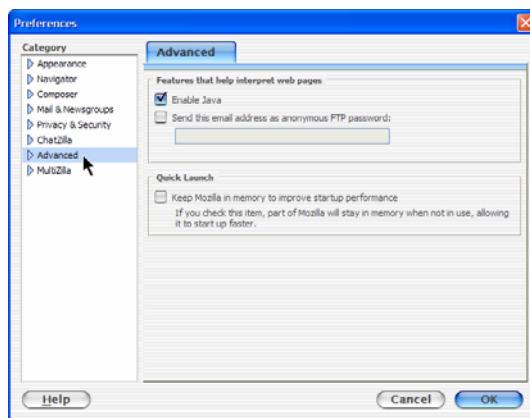 Preferences
Category
Appearance
Navigator
Composer
Mail & Newsgroups
Privacy & Security
ChatZilla
Advanced
MultiZilla
Advanced
Features that help interpret web pages
Enable Java
Send this email address as anonymous FTP password:
Quick Launch
Keep Mozilla in memory to improve startup performance
If you check this item, part of Mozilla will stay in memory when not in use, allowing
it to start up faster.
Help
Cancel
OK